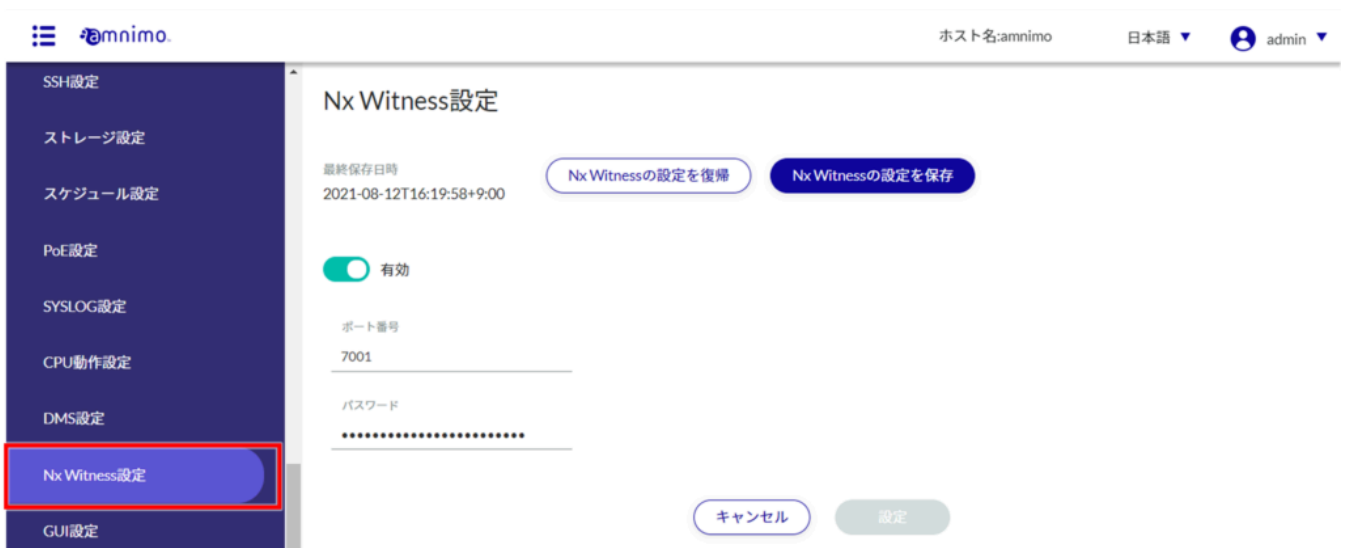 amnimo
ホスト名:amnimo
日本語
admin
SSH設定
ストレージ設定
スケジュール設定
PoE設定
SYSLOG設定
CPU動作設定
DMS設定
Nx Witness設定
GUI設定
Nx Witness設定
最終保存日時
2021-08-12T16:19:58+9:00
Nx Witnessの設定を復帰
Nx Witnessの設定を保存
有効
ポート番号
7001
パスワード
••••••••••••••••••••••••
キャンセル
設定